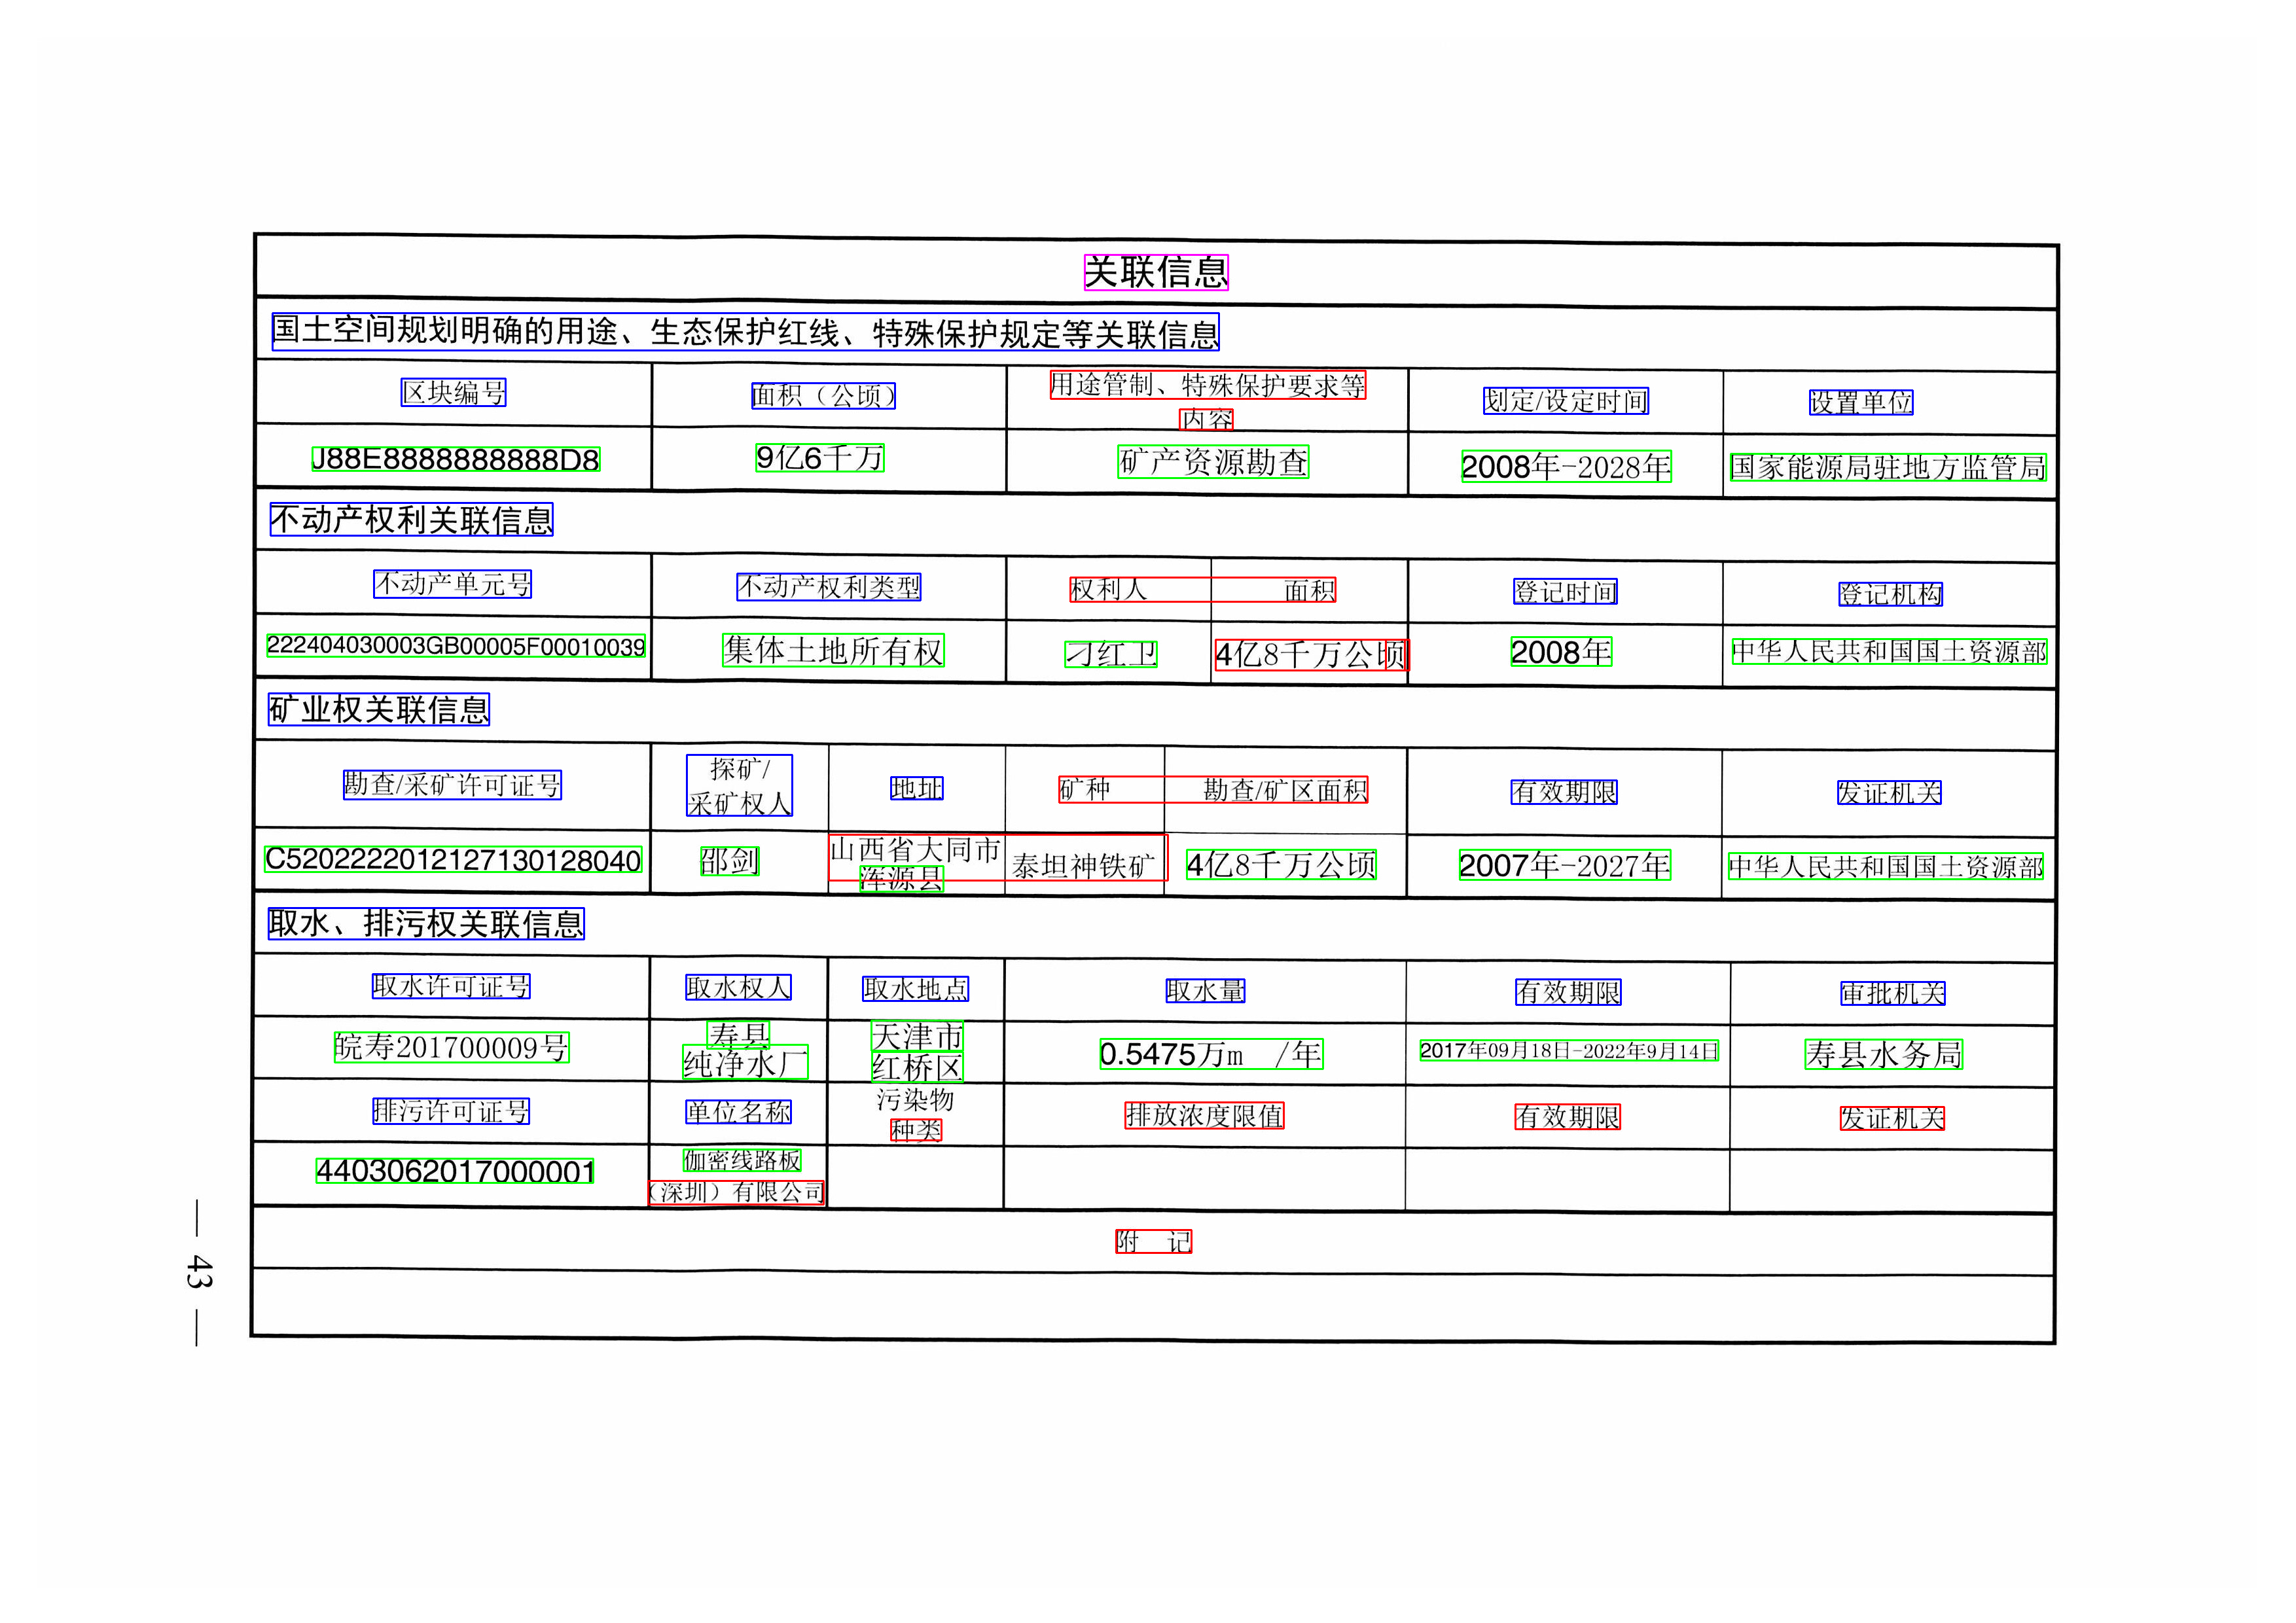 关联信息
国土空间规划明确的用途、生态保护红线、特殊保护规定等关联信息
区块编号 面积（公顷） 用途管制、特殊保护要求等 划定/设定时间 设置单位
内容
J88E8888888888D8 9亿6千万 矿产资源勘查 2008年-2028年 国家能源局驻地方监管局
不动产权利关联信息
不动产单元号 不动产权利类型 权利人 面积 登记时间 登记机构
222404030003GB00005F00010039 集体土地所有权 刁红卫 4亿8千万公顷 2008年 中华人民共和国国土资源部
矿业权关联信息
探矿/
勘查/采矿许可证号 采矿权人 地址 矿种 勘查/矿区面积 有效期限 发证机关
山西省大同市
C5202222012127130128040 邵剑 浑源县 泰坦神铁矿 4亿8千万公顷 2007年-2027年 中华人民共和国国土资源部
取水、排污权关联信息
取水许可证号 取水权人 取水地点 取水量 有效期限 审批机关
寿县 天津市
皖寿201700009号 纯净水厂 红桥区 0.5475万m /年 2017年09月18日-2022年9月14日 寿县水务局
污染物
排污许可证号 单位名称 种类 排放浓度限值 有效期限 发证机关
4403062017000001 伽密线路板
（深圳）有限公司
附 记
— 43 —